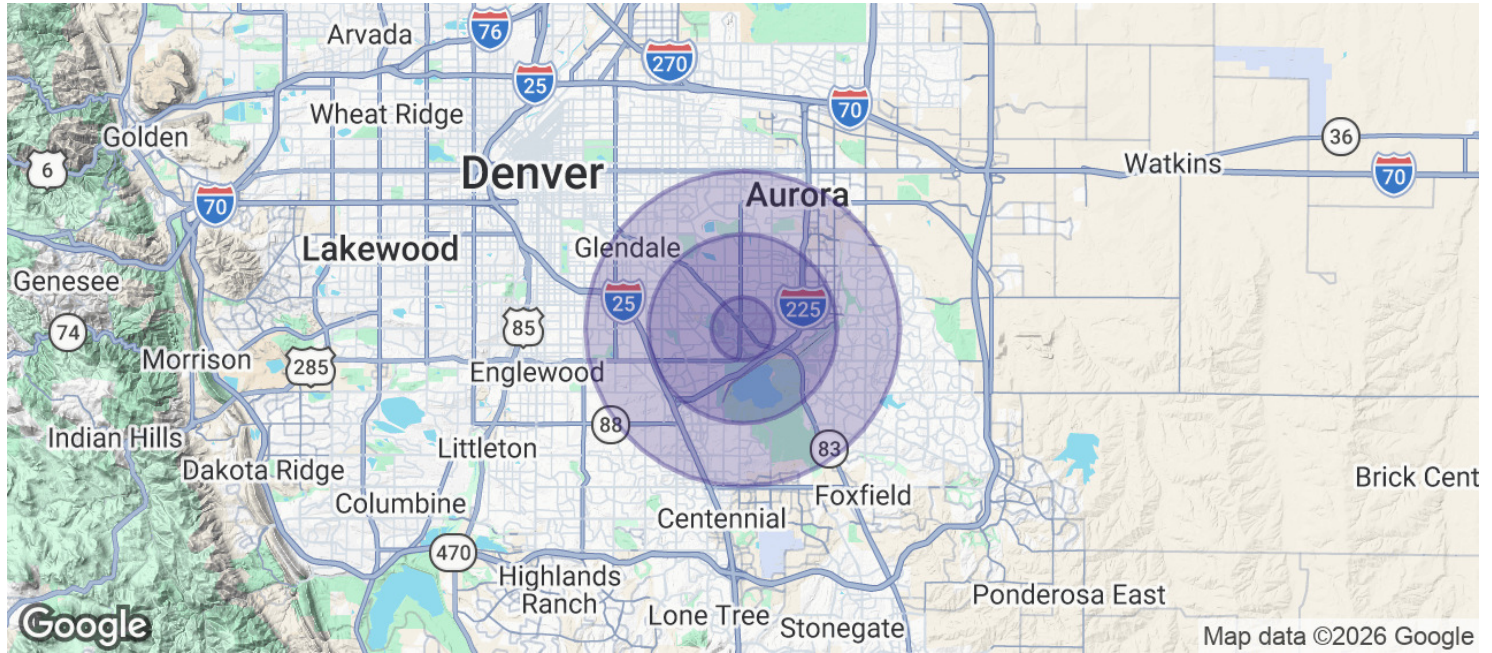 76
Arvada
270
25
70
Wheat Ridge
Golden
36
6
Denver
Watkins
70
Aurora
70
Lakewood
Glendale
Genesee
25
225
74
85
Morrison
285
Englewood
88
Indian Hills
Littleton
83
Dakota Ridge
Brick Cent
Columbine
Foxfield
Centennial
470
Highlands
Ranch
Ponderosa East
Lone Tree
Stonegate
Google
Map data ©2026 Google